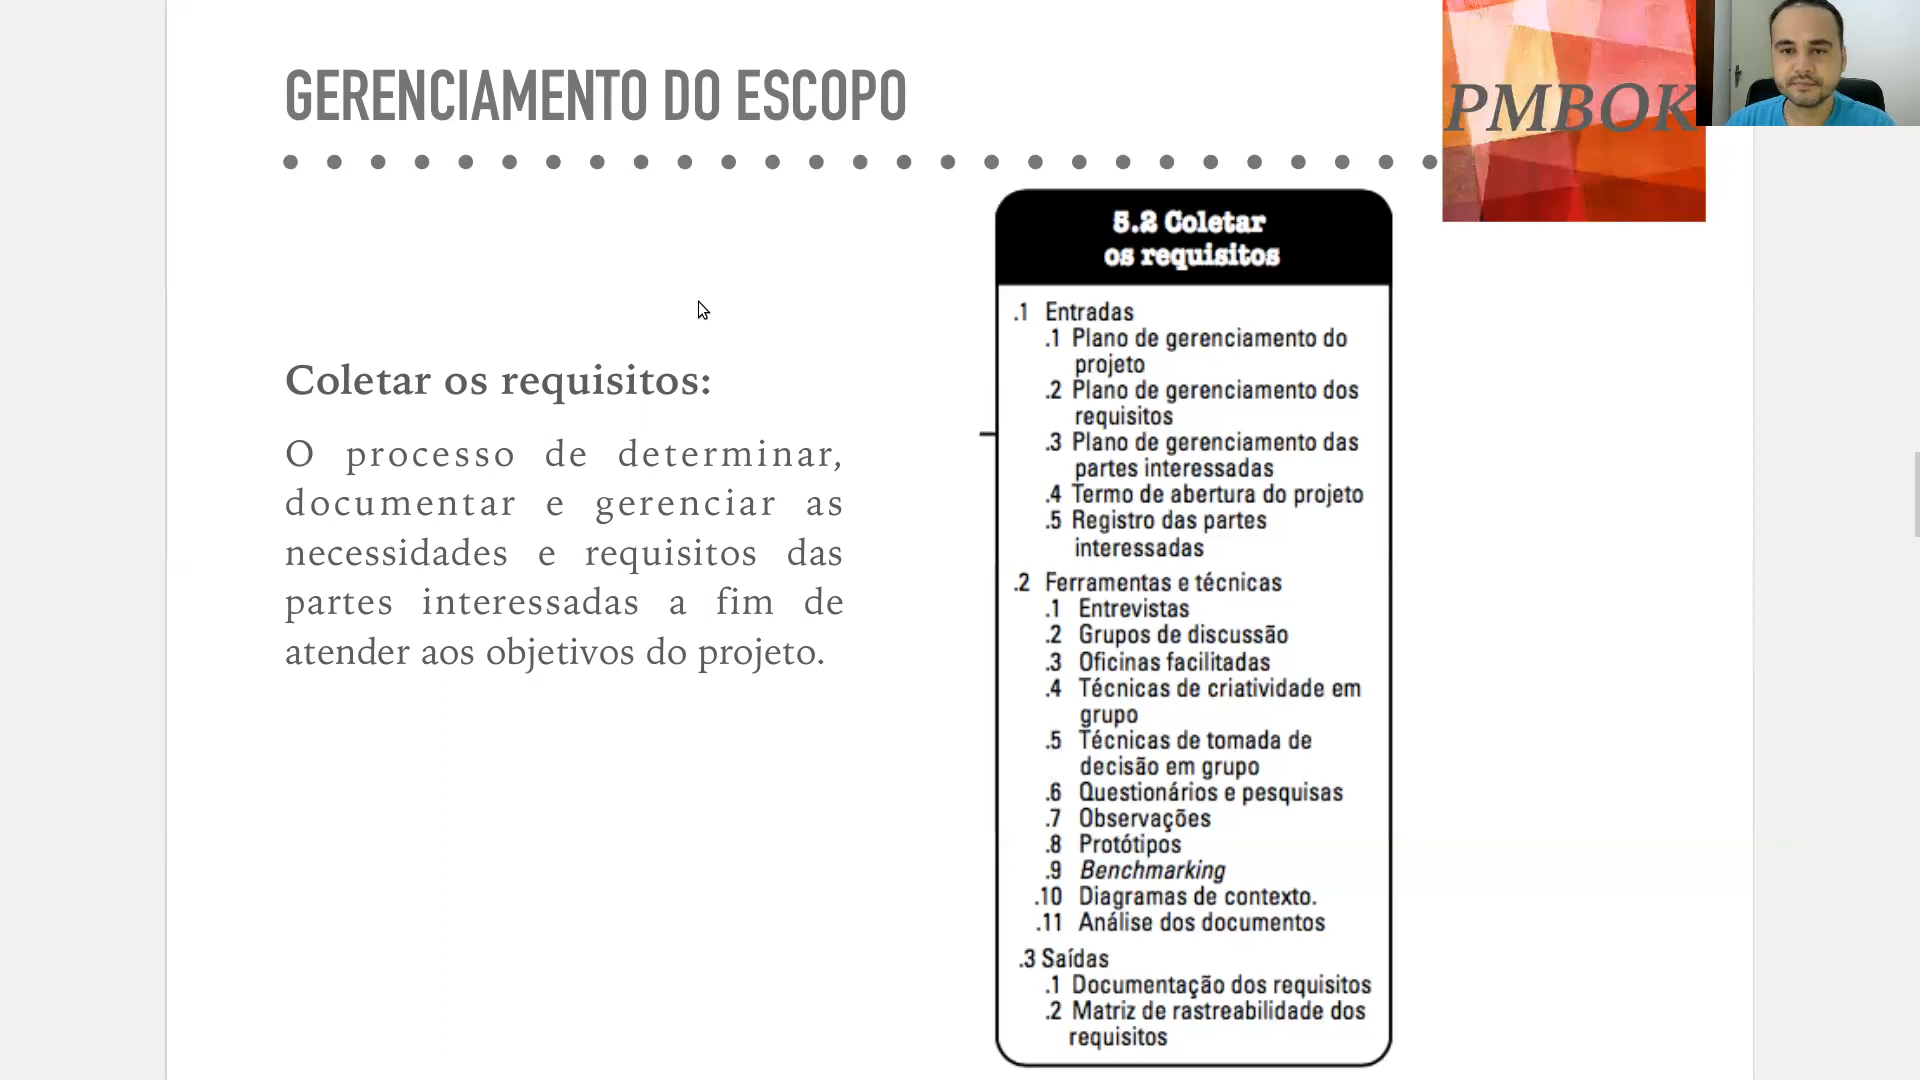 GERENCIAMENTO DO ESCOPO
PMBOK
Coletar os requisitos:
O processo de determinar,
documentar e gerenciar as
necessidades e requisitos das
partes interessadas a fim de
atender aos objetivos do projeto.
5.2 Coletar
os requisitos
.1 Entradas
.1 Plano de gerenciamento do
projeto
.2 Plano de gerenciamento dos
requisitos
.3 Plano de gerenciamento das
partes interessadas
.4 Termo de abertura do projeto
.5 Registro das partes
interessadas
.2 Ferramentas e técnicas
.1 Entrevistas
.2 Grupos de discussão
.3 Oficinas facilitadas
.4 Técnicas de criatividade em
grupo
.5 Técnicas de tomada de
decisão em grupo
.6 Questionários e pesquisas
.7 Observações
.8 Protótipos
.9 Benchmarking
.10 Diagramas de contexto.
.11 Análise dos documentos
.3 Saídas
.1 Documentação dos requisitos
.2 Matriz de rastreabilidade dos
requisitos